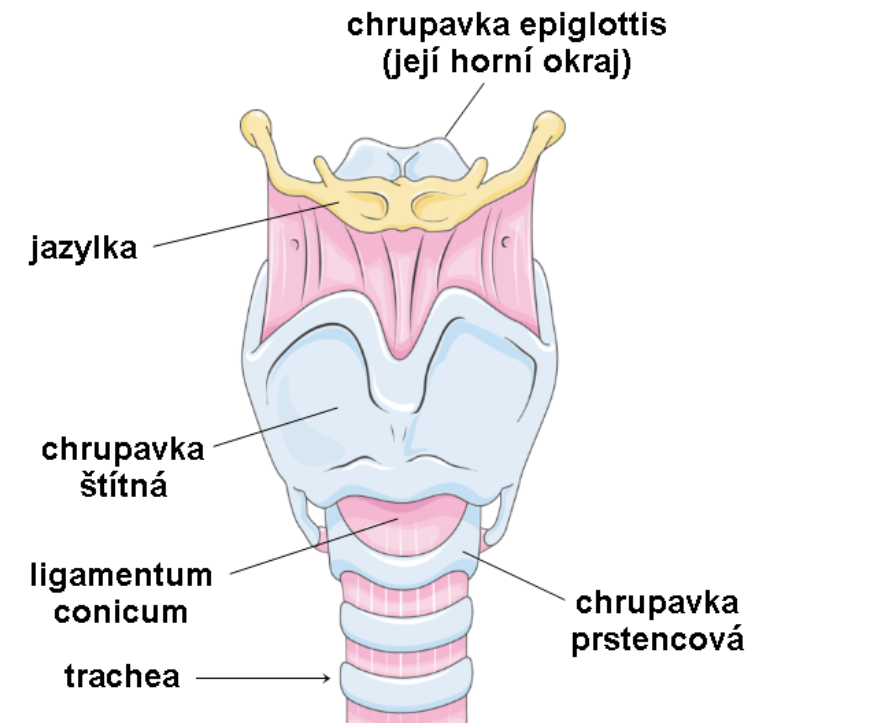 chrupavka epiglottis
(její horní okraj)
jazylka
chrupavka
štítná
ligamentum
conicum
chrupavka
prstencová
trachea